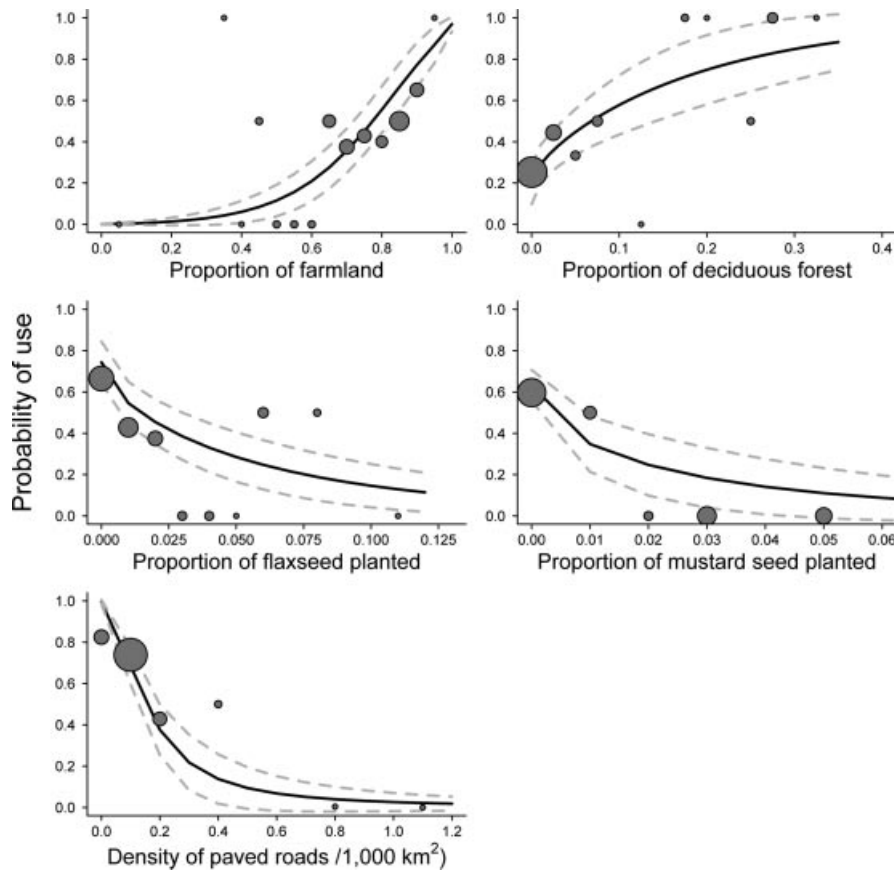 1.0
0.8
0.6
0.4
0.2
0.0
0.0 0.2 0.4 0.6 0.8 1.0
Proportion of farmland
1.0
0.8
0.6
0.4
0.2
0.0
0.0 0.1 0.2 0.3 0.4
Proportion of deciduous forest
Probability of use
1.0
0.8
0.6
0.4
0.2
0.0
0.000 0.025 0.050 0.075 0.100 0.125
Proportion of flaxseed planted
1.0
0.8
0.6
0.4
0.2
0.0
0.00 0.01 0.02 0.03 0.04 0.05 0.06
Proportion of mustard seed planted
1.0
0.8
0.6
0.4
0.2
0.0
0.0 0.2 0.4 0.6 0.8 1.0 1.2
Density of paved roads /1,000 km²)